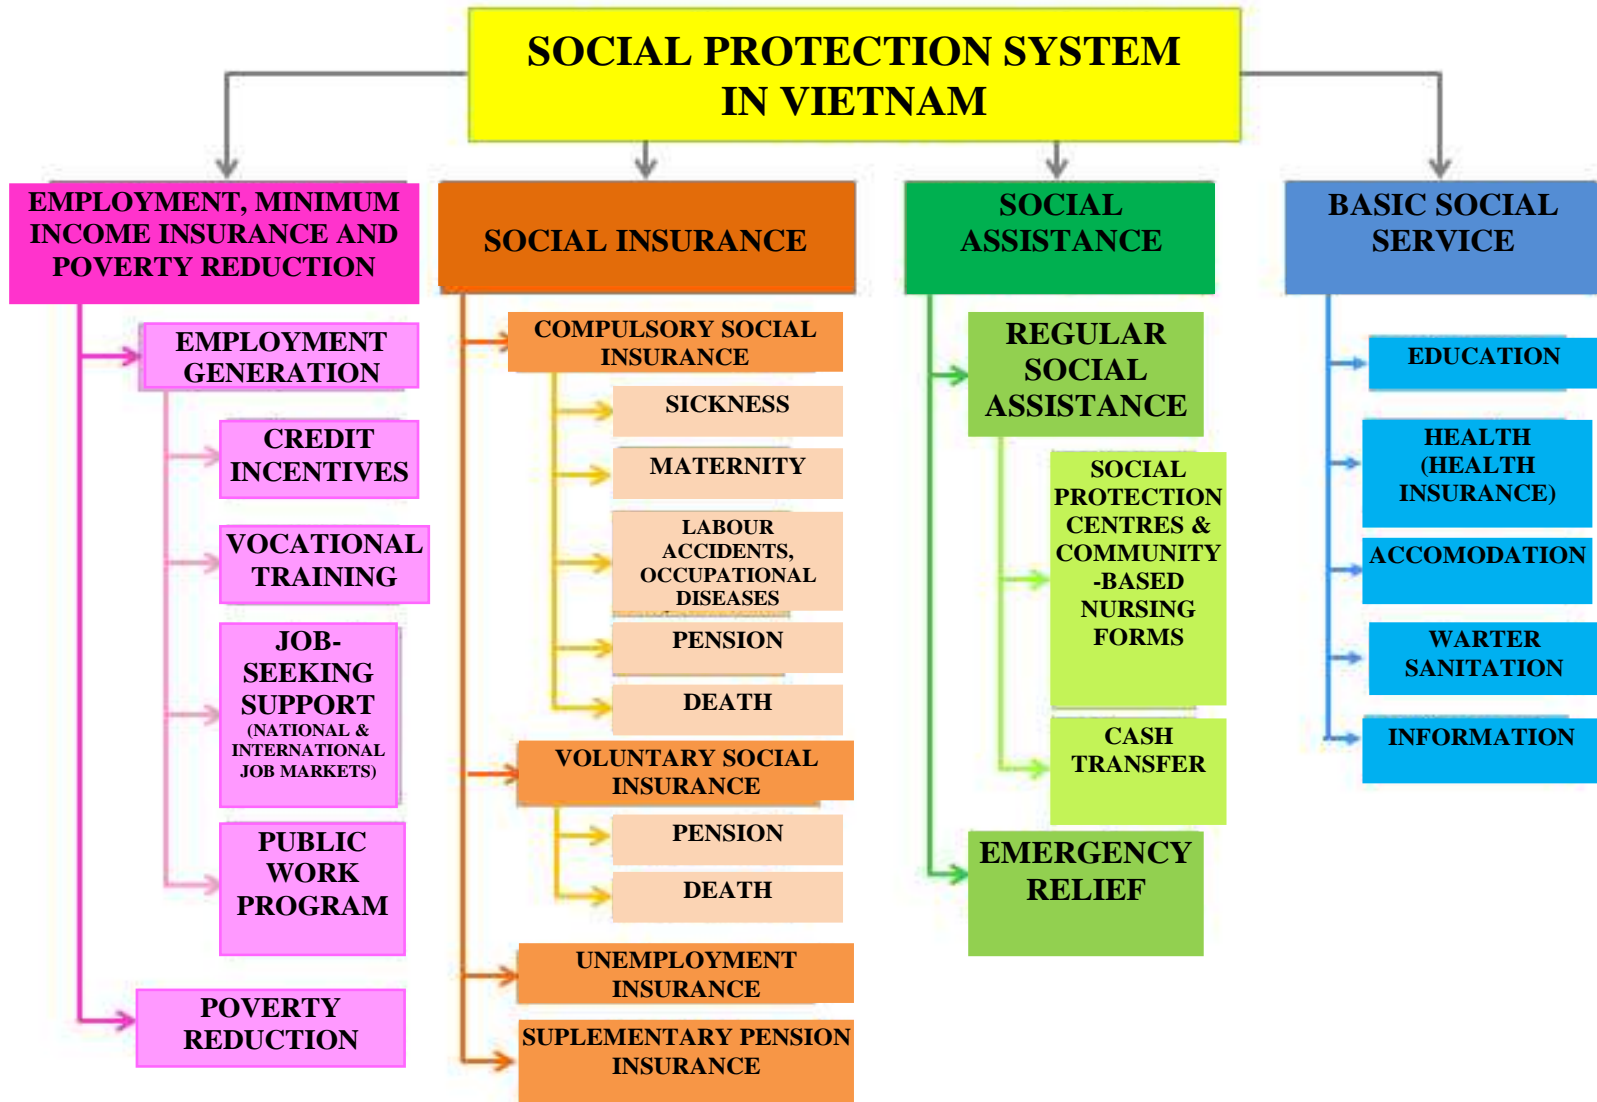 SOCIAL PROTECTION SYSTEM
IN VIETNAM
EMPLOYMENT, MINIMUM
INCOME INSURANCE AND
POVERTY REDUCTION
EMPLOYMENT
GENERATION
CREDIT
INCENTIVES
VOCATIONAL
TRAINING
JOB-
SEEKING
SUPPORT
(NATIONAL &
INTERNATIONAL
JOB MARKETS)
PUBLIC
WORK
PROGRAM
POVERTY
REDUCTION
SOCIAL INSURANCE
COMPULSORY SOCIAL
INSURANCE
SICKNESS
MATERNITY
LABOUR
ACCIDENTS,
OCCUPATIONAL
DISEASES
PENSION
DEATH
VOLUNTARY SOCIAL
INSURANCE
PENSION
DEATH
UNEMPLOYMENT
INSURANCE
SUPLEMENTARY PENSION
INSURANCE
SOCIAL
ASSISTANCE
REGULAR
SOCIAL
ASSISTANCE
SOCIAL
PROTECTION
CENTRES &
COMMUNITY
-BASED
NURSING
FORMS
CASH
TRANSFER
EMERGENCY
RELIEF
BASIC SOCIAL
SERVICE
EDUCATION
HEALTH
(HEALTH
INSURANCE)
ACCOMODATION
WARTER
SANITATION
INFORMATION